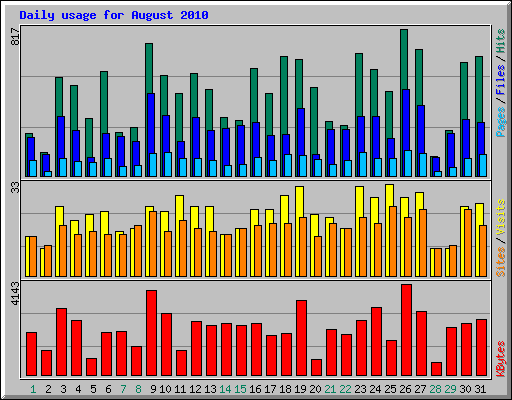 Daily usage for August 2010
817
Pages / Files / Hits
33
Sites / Visits
4143
KBytes
1 2 3 4 5 6 7 8 9 10 11 12 13 14 15 16 17 18 19 20 21 22 23 24 25 26 27 28 29 30 31